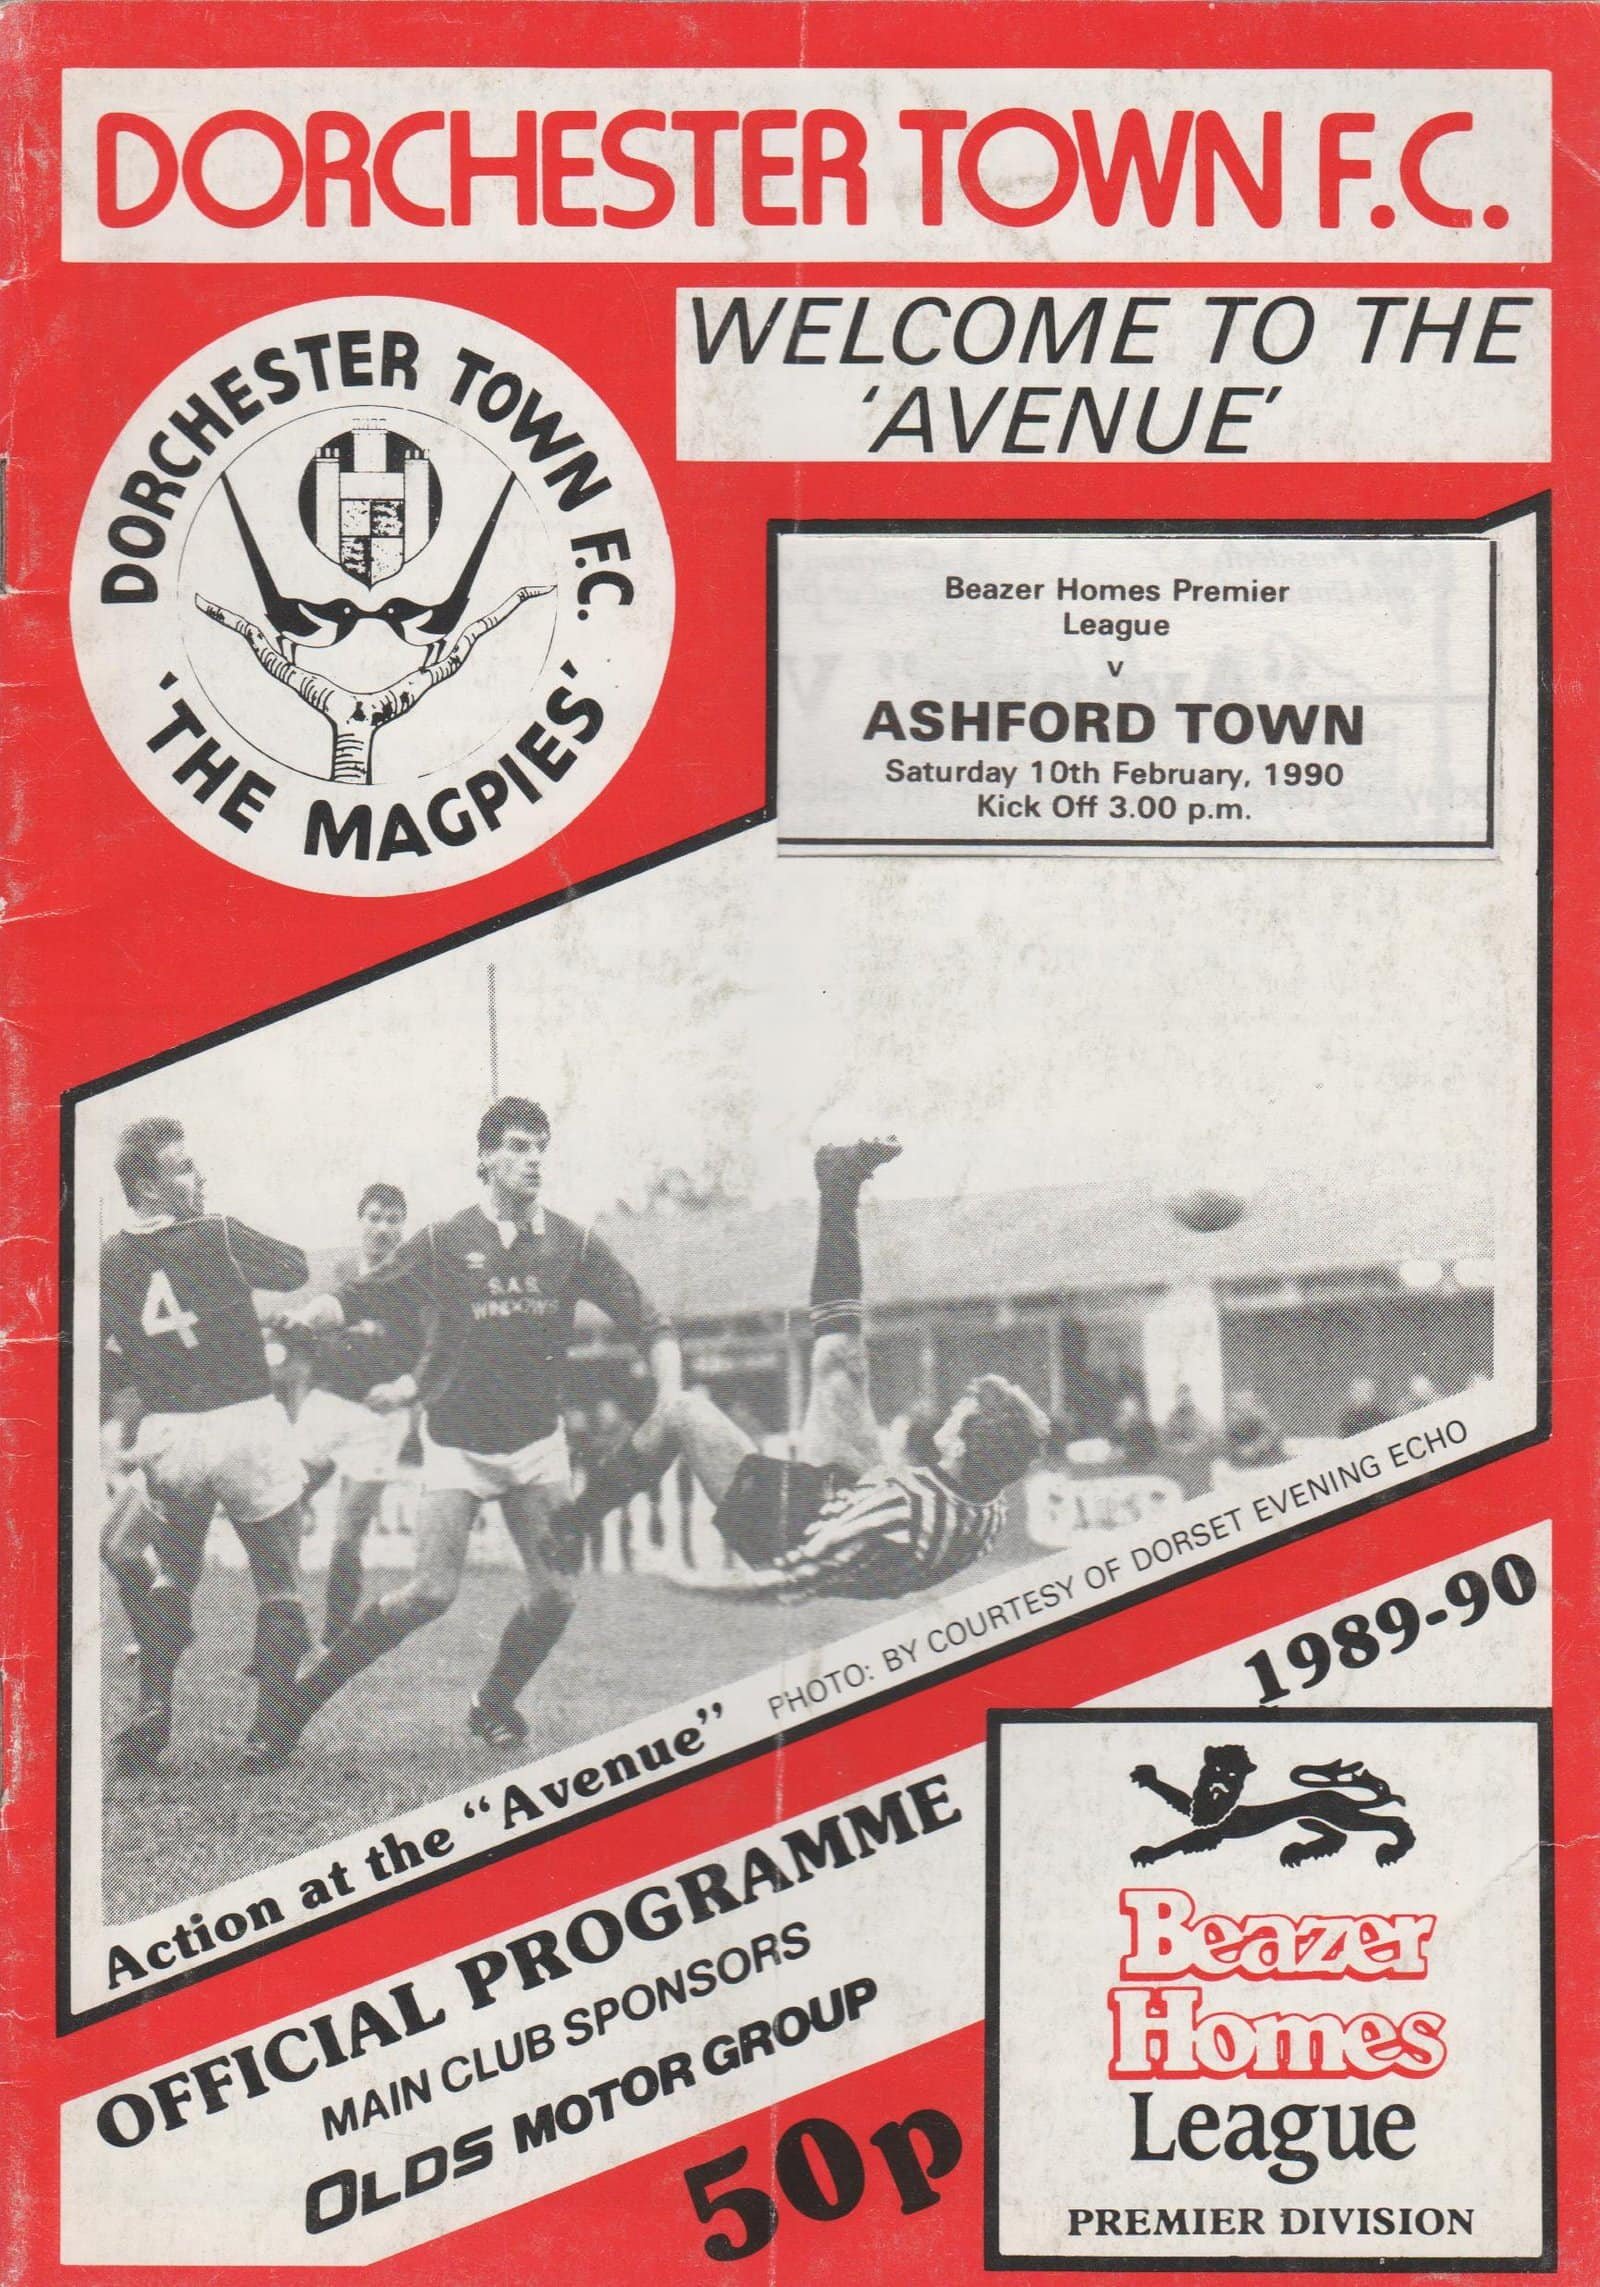 DORCHESTER TOWN F.C.
WELCOME TO THE
'AVENUE'
DORCHESTER TOWN F.C.
'THE MAGPIES'
Beazer Homes Premier
League
v
ASHFORD TOWN
Saturday 10th February, 1990
Kick Off 3.00 p.m.
4
S.A.S.
WINDOWS
Action at the "Avenue"
PHOTO: BY COURTESY OF DORSET EVENING ECHO
1989-90
OFFICIAL PROGRAMME
MAIN CLUB SPONSORS
OLDS MOTOR GROUP
50p
Beazer
Homes
League
PREMIER DIVISION